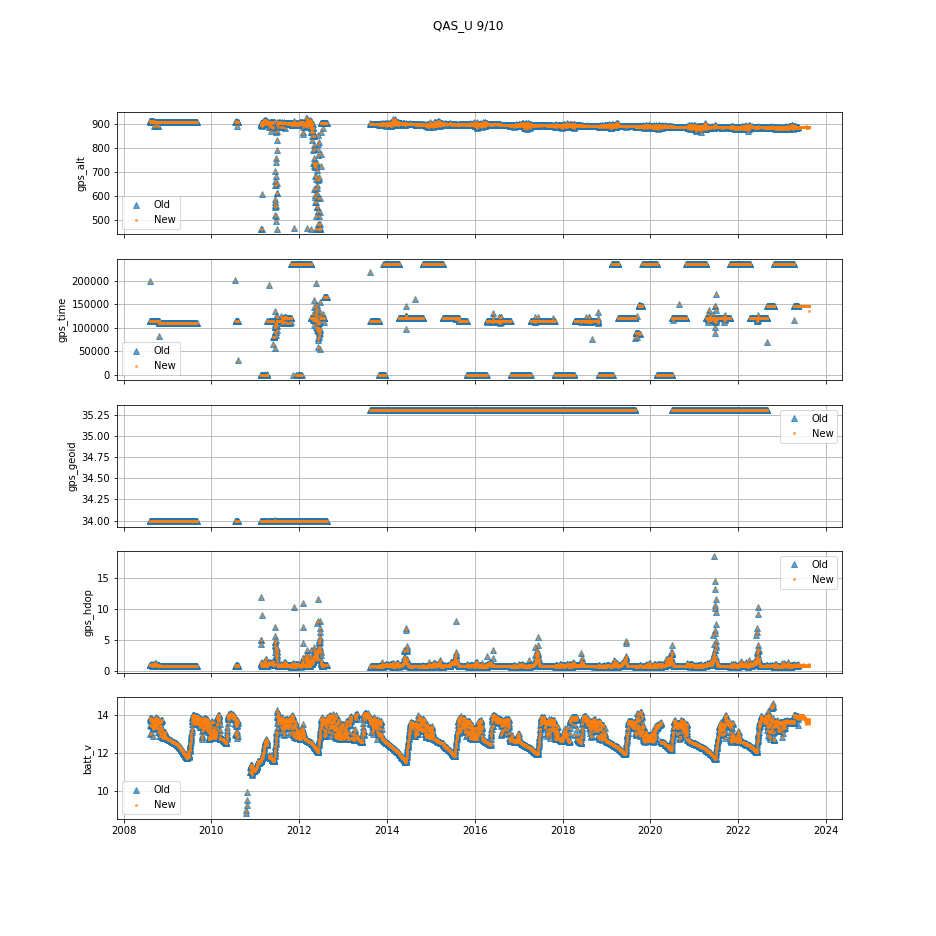 QAS_U 9/10
900
800
700
600
500
gps_alt
Old
New
200000
150000
100000
50000
0
gps_time
Old
New
35.25
35.00
34.75
34.50
34.25
34.00
gps_geoid
Old
New
15
10
5
0
gps_hdop
Old
New
14
12
10
batt_v
Old
New
2008 2010 2012 2014 2016 2018 2020 2022 2024